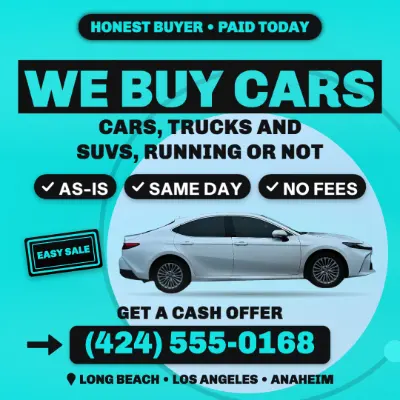 HONEST BUYER • PAID TODAY
WE BUY CARS
CARS, TRUCKS AND
SUVS, RUNNING OR NOT
✓ AS-IS ✓ SAME DAY ✓ NO FEES
EASY SALE
GET A CASH OFFER
→ (424) 555-0168
LONG BEACH • LOS ANGELES • ANAHEIM